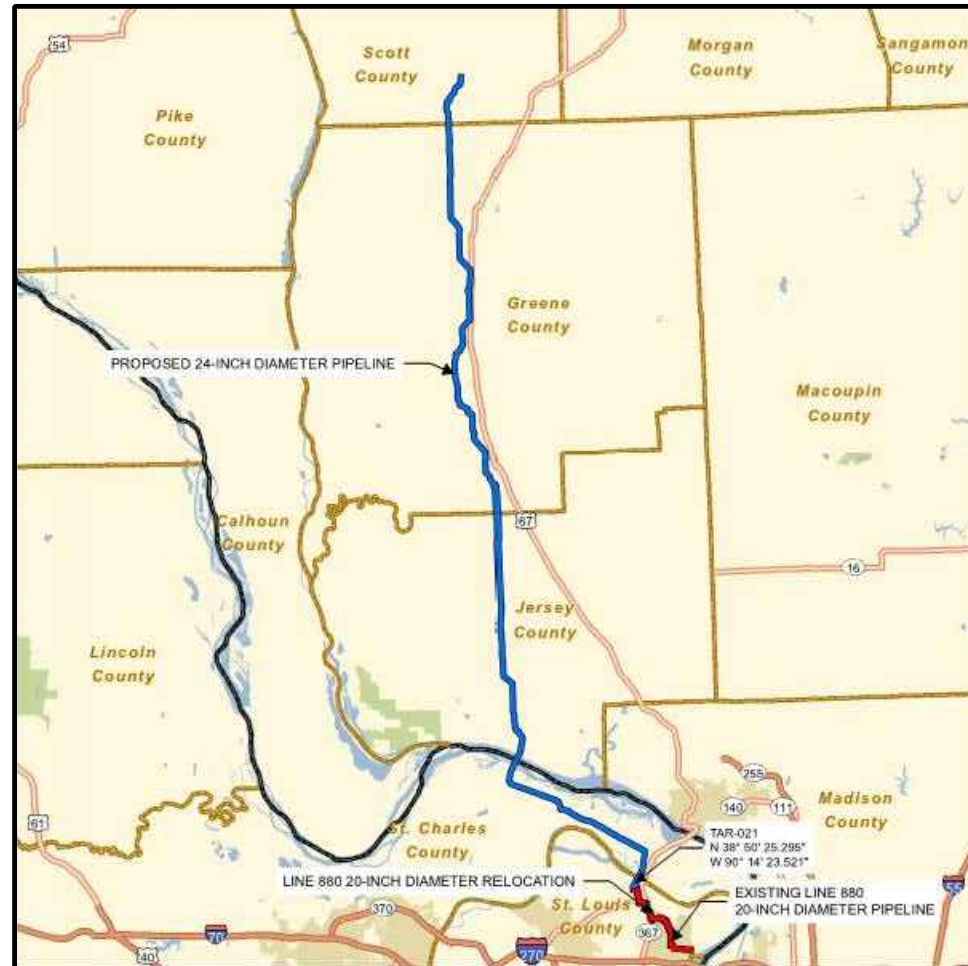 54
Scott
County
Morgan
County
Sangamon
County
Pike
County
Greene
County
PROPOSED 24-INCH DIAMETER PIPELINE
Macoupin
County
Calhoun
County
67
16
Jersey
County
Lincoln
County
255
140
111
Madison
County
61
St. Charles
County
TAR-021
N 38° 50' 25.295"
W 90° 14' 23.521"
LINE 880 20-INCH DIAMETER RELOCATION
EXISTING LINE 880
20-INCH DIAMETER PIPELINE
55
370
St. Louis
County
367
70
40
270